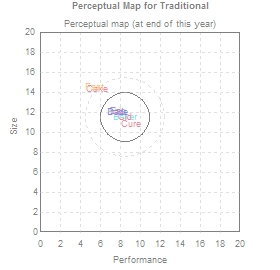 Perceptual Map for Traditional
Perceptual map (at end of this year)
20
18
16
14
12
10
8
6
4
2
0
Size
Cake
Cure
0 2 4 6 8 10 12 14 16 18 20
Performance